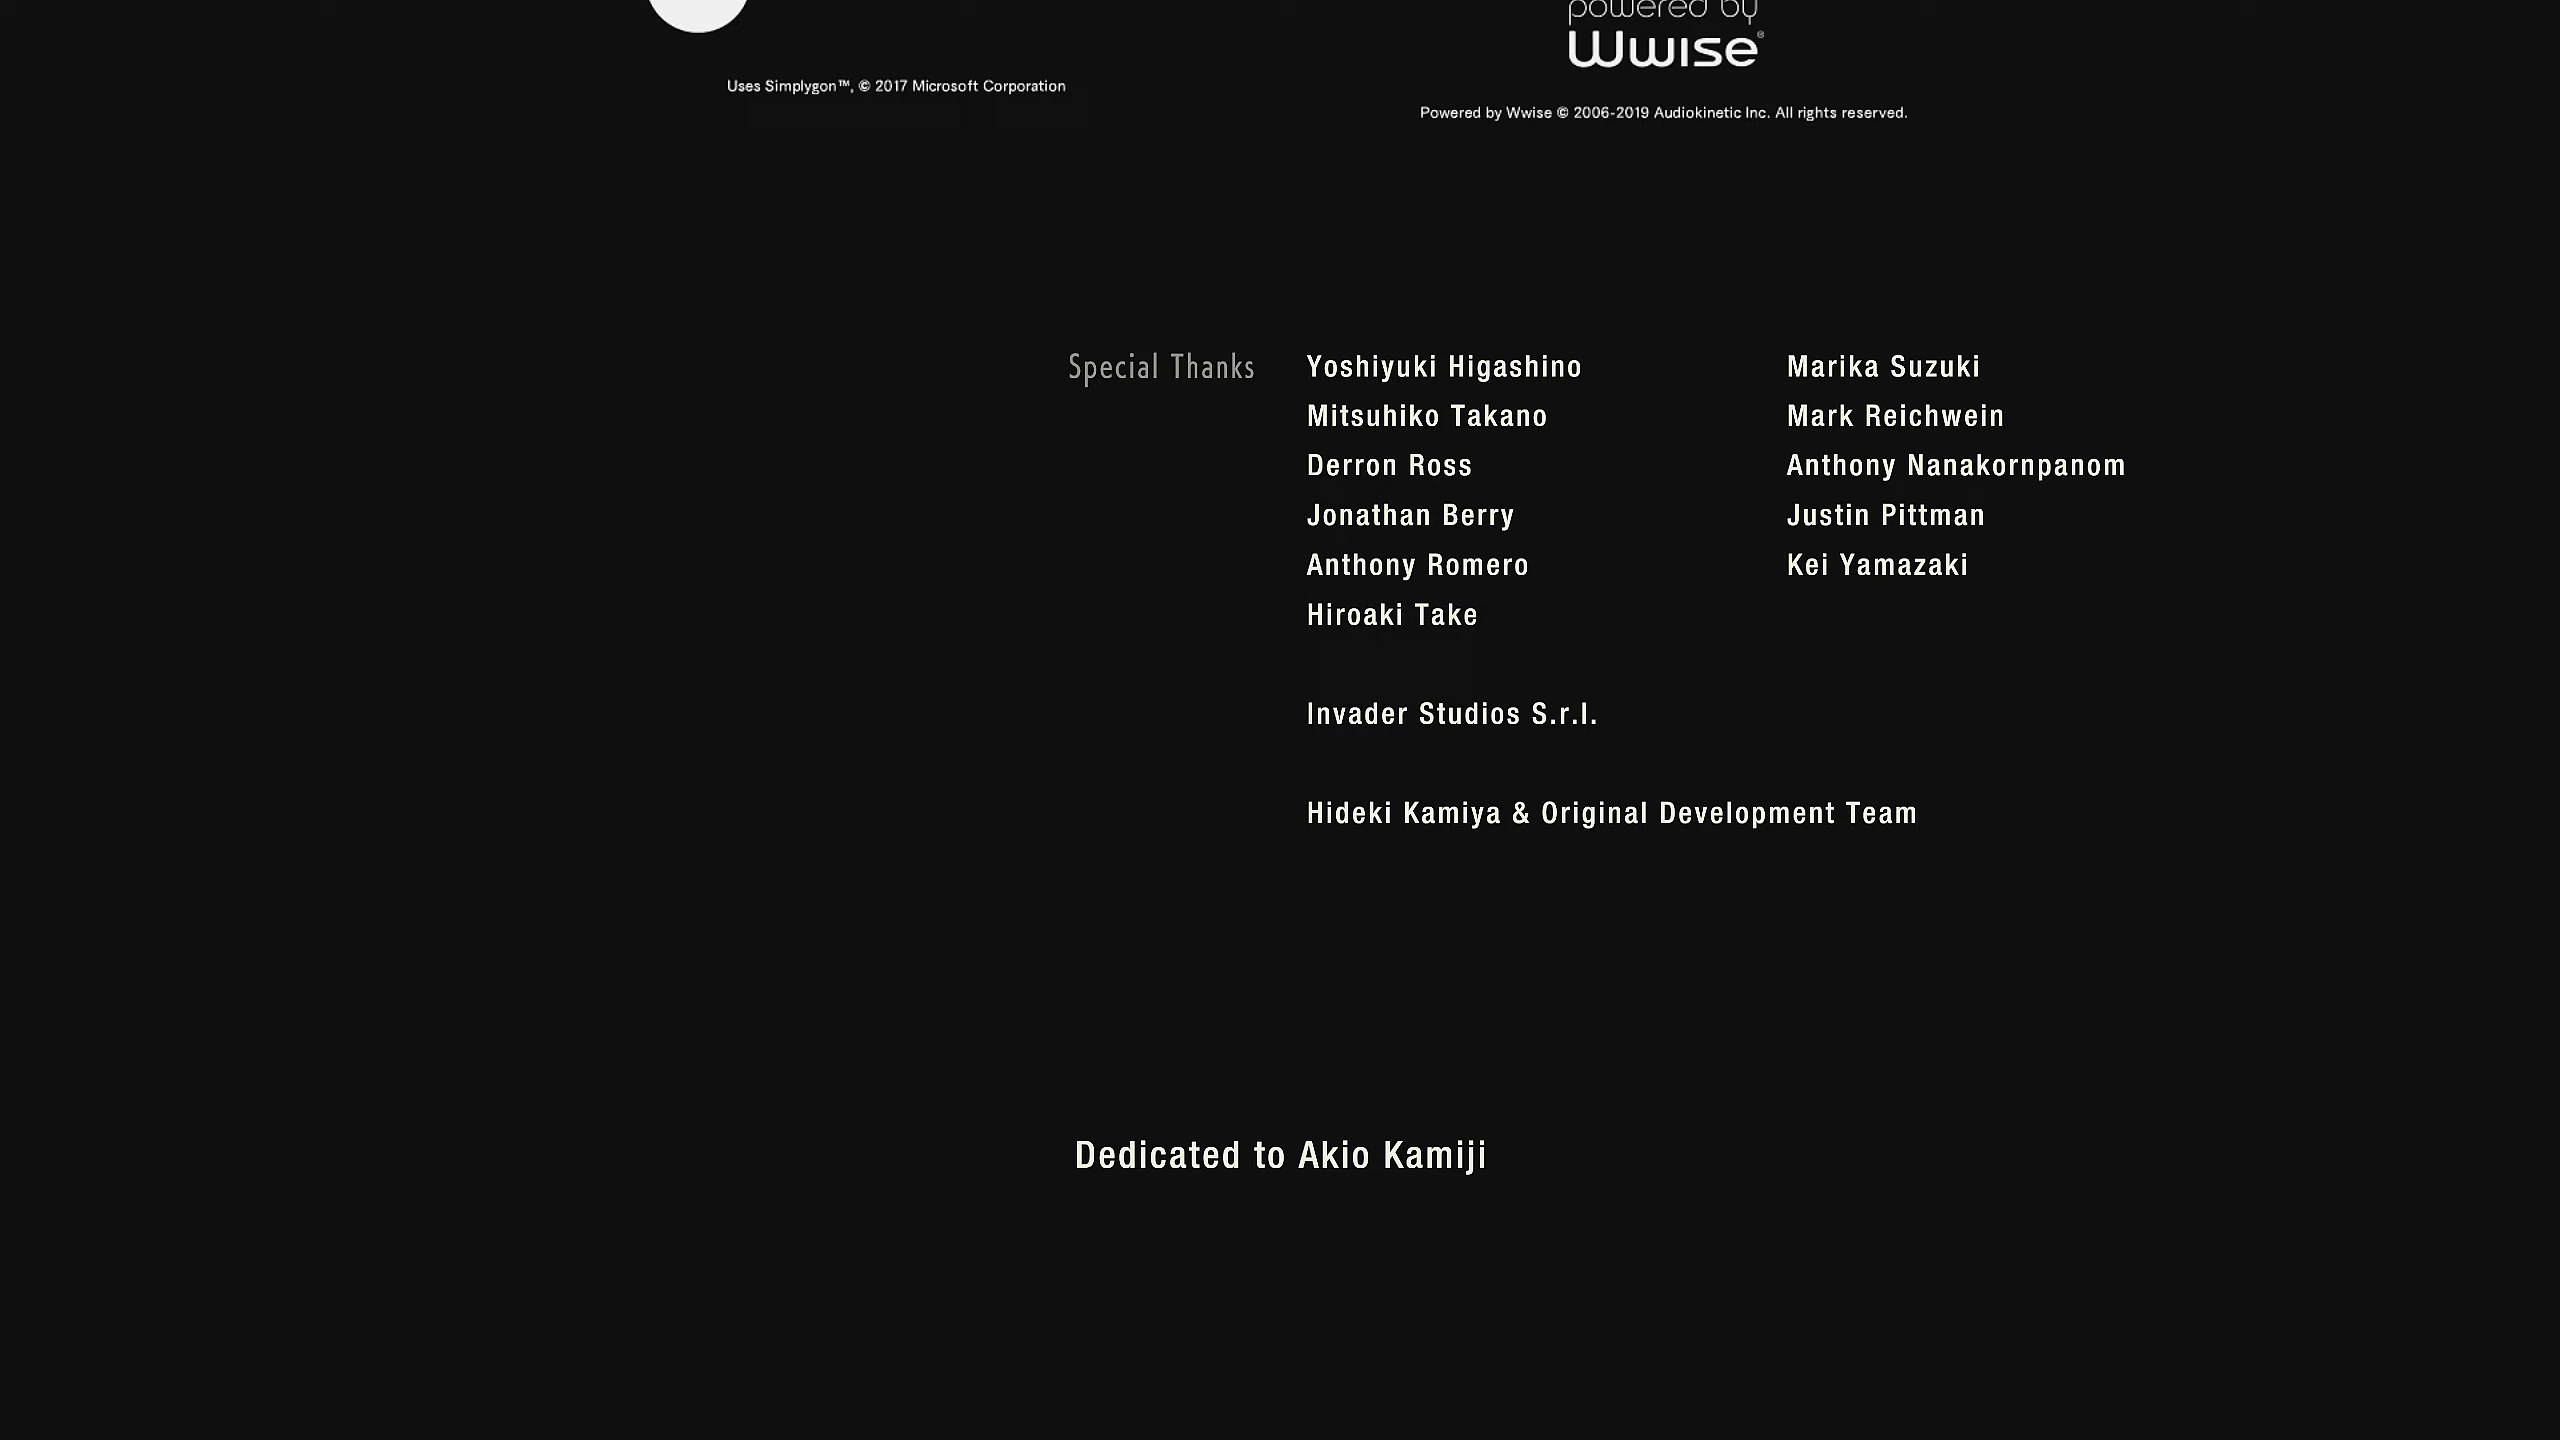 powered by
Wwise®
Uses Simplygon™, © 2017 Microsoft Corporation
Powered by Wwise © 2006-2019 Audiokinetic Inc. All rights reserved.
Special Thanks
Yoshiyuki Higashino
Marika Suzuki
Mitsuhiko Takano
Mark Reichwein
Derron Ross
Anthony Nanakornpanom
Jonathan Berry
Justin Pittman
Anthony Romero
Kei Yamazaki
Hiroaki Take
Invader Studios S.r.l.
Hideki Kamiya & Original Development Team
Dedicated to Akio Kamiji